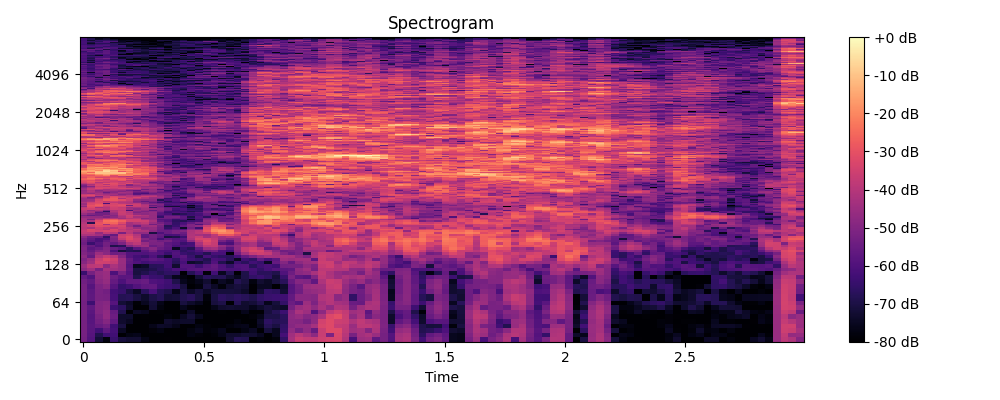 Spectrogram
Hz
4096
2048
1024
512
256
128
64
0
0
0.5
1
1.5
2
2.5
Time
+0 dB
-10 dB
-20 dB
-30 dB
-40 dB
-50 dB
-60 dB
-70 dB
-80 dB